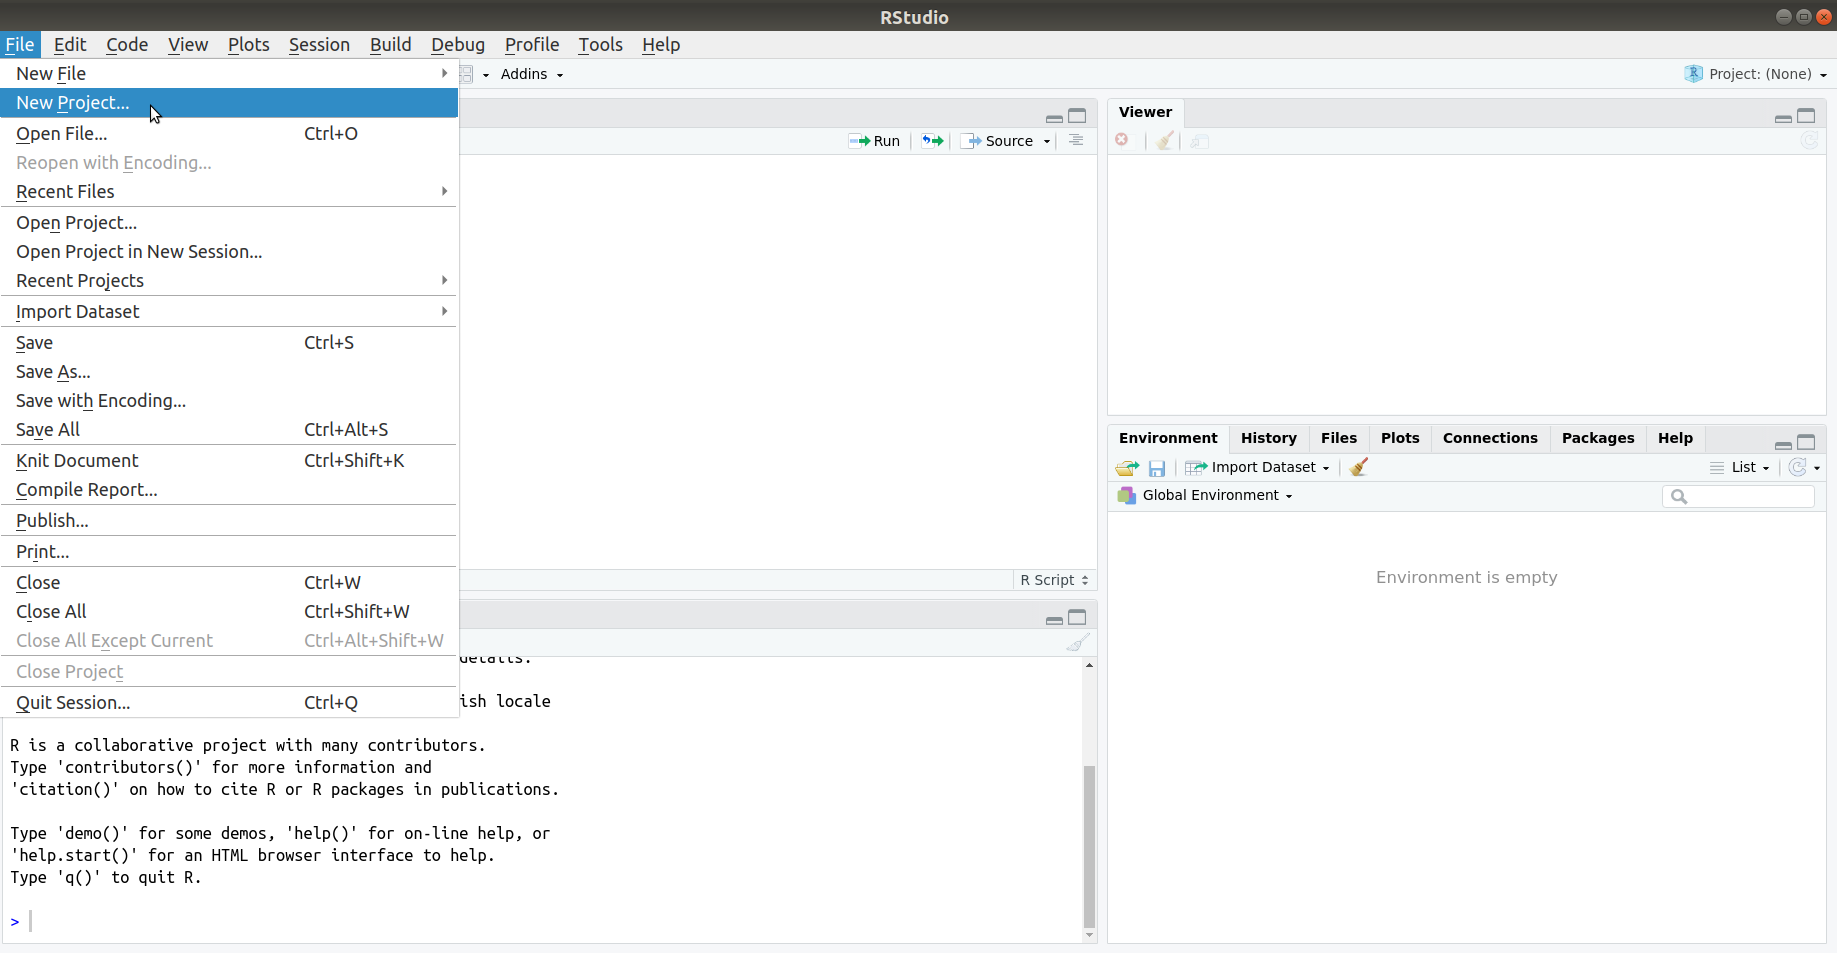 RStudio
File Edit Code View Plots Session Build Debug Profile Tools Help
Addins
Project: (None)
New File
New Project...
Open File... Ctrl+O
Reopen with Encoding...
Recent Files
Open Project...
Open Project in New Session...
Recent Projects
Import Dataset
Save Ctrl+S
Save As...
Save with Encoding...
Save All Ctrl+Alt+S
Knit Document Ctrl+Shift+K
Compile Report...
Publish...
Print...
Close Ctrl+W
Close All Ctrl+Shift+W
Close All Except Current Ctrl+Alt+Shift+W
Close Project
Quit Session... Ctrl+Q
Run Source
R Script
details.
ish locale
R is a collaborative project with many contributors.
Type 'contributors()' for more information and
'citation()' on how to cite R or R packages in publications.
Type 'demo()' for some demos, 'help()' for on-line help, or
'help.start()' for an HTML browser interface to help.
Type 'q()' to quit R.
>
Viewer
Environment History Files Plots Connections Packages Help
Import Dataset List
Global Environment
Environment is empty